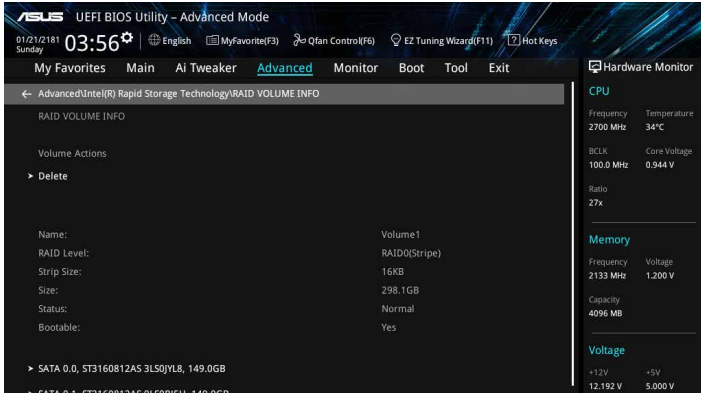 ASUS UEFI BIOS Utility – Advanced Mode
01/21/2181 Sunday 03:56 English MyFavorite(F3) Qfan Control(F6) EZ Tuning Wizard(F11) ? Hot Keys
My Favorites Main Ai Tweaker Advanced Monitor Boot Tool Exit
Hardware Monitor
← Advanced\Intel(R) Rapid Storage Technology\RAID VOLUME INFO
RAID VOLUME INFO
Volume Actions
> Delete
Name: Volume1
RAID Level: RAID0(Stripe)
Strip Size: 16KB
Size: 298.1GB
Status: Normal
Bootable: Yes
> SATA 0.0, ST3160812AS 3LS0JYL8, 149.0GB
CPU
Frequency Temperature
2700 MHz 34°C
BCLK Core Voltage
100.0 MHz 0.944 V
Ratio
27x
Memory
Frequency Voltage
2133 MHz 1.200 V
Capacity
4096 MB
Voltage
+12V +5V
12.192 V 5.000 V